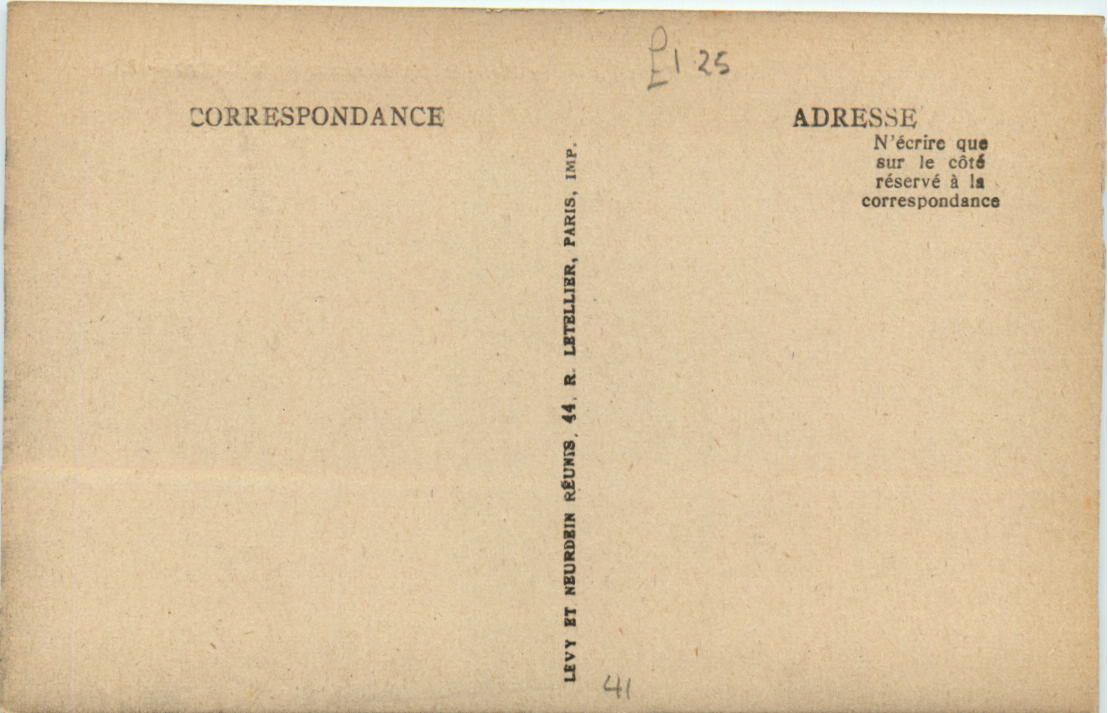 £1.25
CORRESPONDANCE
ADRESSE
N'écrire que
sur le côté
réservé à la
correspondance
LÉVY ET NEURDEIN RÉUNIS, 44, R. LETELLIER, PARIS, IMP.
41